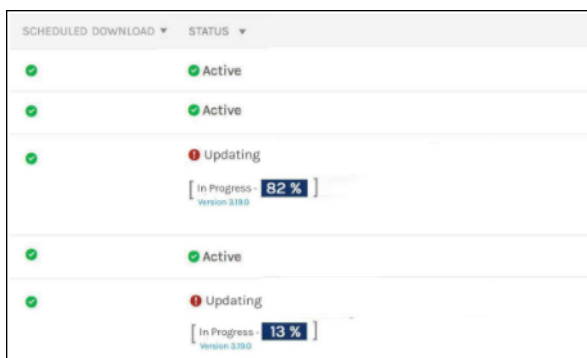 SCHEDULED DOWNLOAD ▼ STATUS ▼
Active
Active
Updating
[ In Progress - 82 % ]
Version 3.19.0
Active
Updating
[ In Progress - 13 % ]
Version 3.19.0